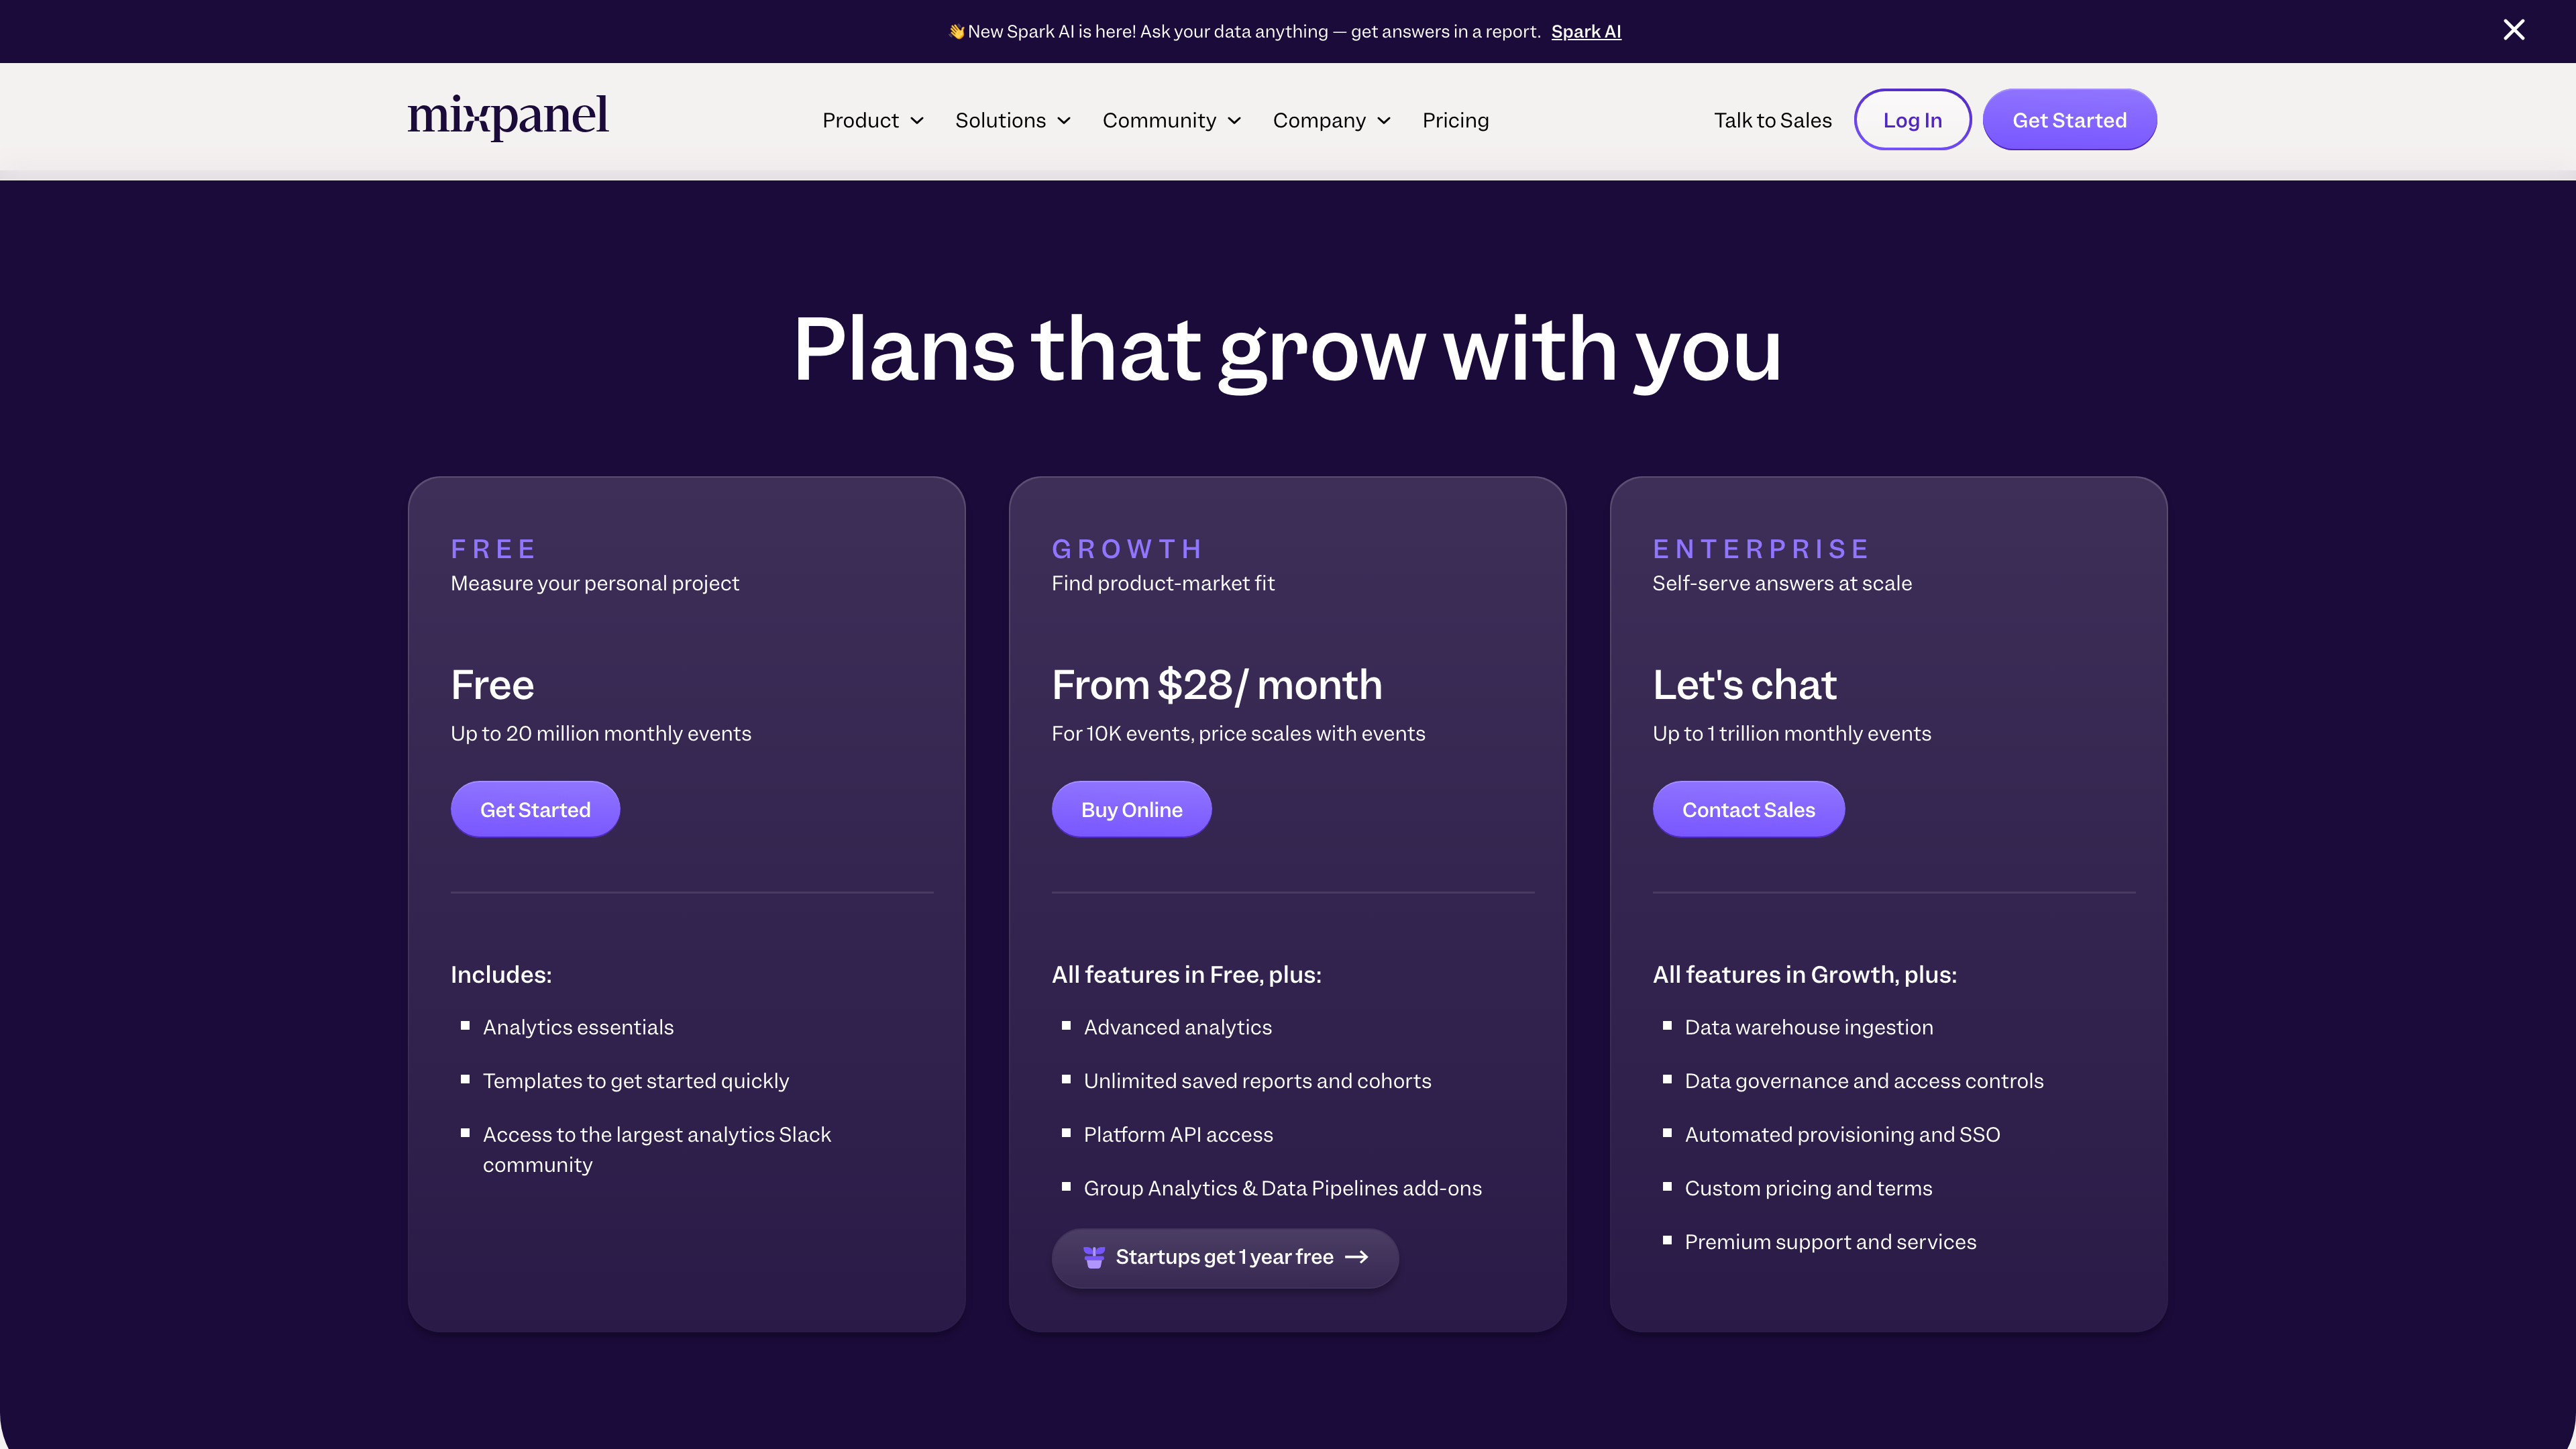 👋 New Spark AI is here! Ask your data anything — get answers in a report. Spark AI
mixpanel
Product
Solutions
Community
Company
Pricing
Talk to Sales
Log In
Get Started
Plans that grow with you
FREE
Measure your personal project
Free
Up to 20 million monthly events
Get Started
Includes:
Analytics essentials
Templates to get started quickly
Access to the largest analytics Slack
community
GROWTH
Find product-market fit
From $28/ month
For 10K events, price scales with events
Buy Online
All features in Free, plus:
Advanced analytics
Unlimited saved reports and cohorts
Platform API access
Group Analytics & Data Pipelines add-ons
Startups get 1 year free →
ENTERPRISE
Self-serve answers at scale
Let's chat
Up to 1 trillion monthly events
Contact Sales
All features in Growth, plus:
Data warehouse ingestion
Data governance and access controls
Automated provisioning and SSO
Custom pricing and terms
Premium support and services